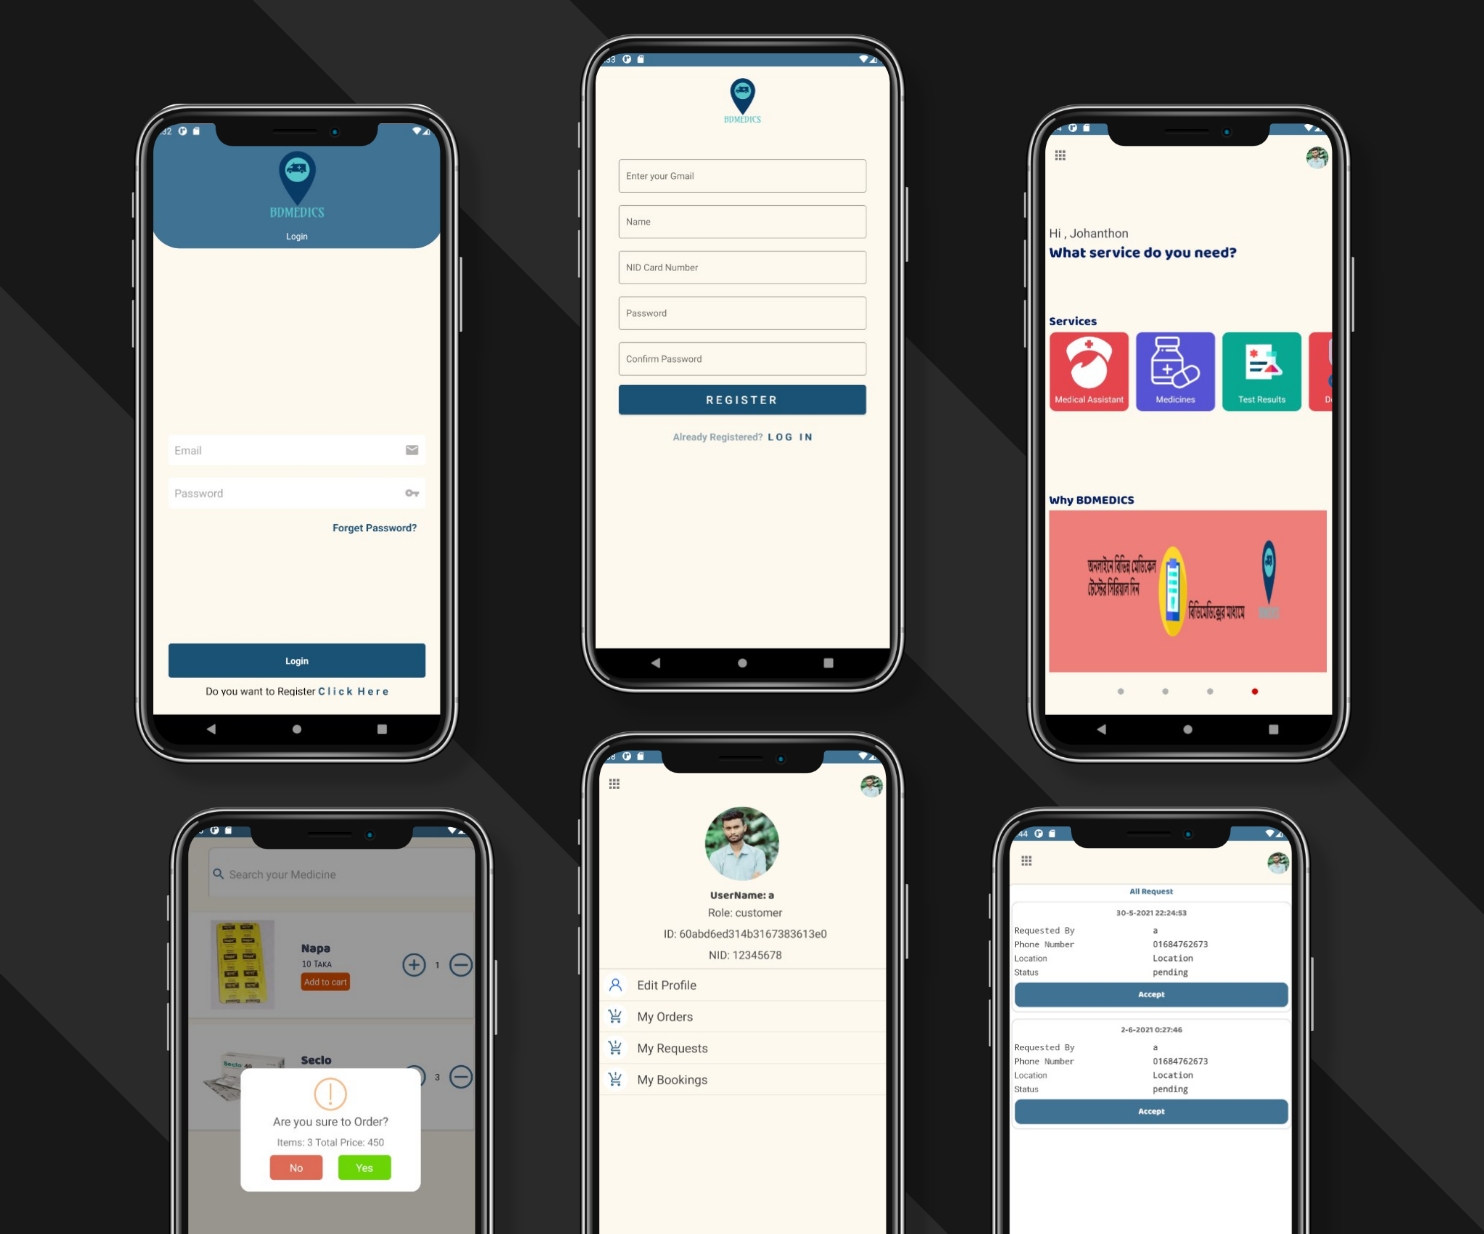 BDMEDICS
Login
Email
Password
Forget Password?
Login
Do you want to Register Click Here
BDMEDICS
Enter your Gmail
Name
NID Card Number
Password
Confirm Password
REGISTER
Already Registered? LOG IN
Hi , Johanthon
What service do you need?
Services
Medical Assistant
Medicines
Test Results
Why BDMEDICS
অনলাইনে বিভিন্ন মেডিকেল
টেস্টের সিরিয়াল দিন
বিডিমেডিক্সের মাধ্যমে
Search your Medicine
Napa
10 TAKA
Add to cart
1
Seclo
3
Are you sure to Order?
Items: 3 Total Price: 450
No
Yes
UserName: a
Role: customer
ID: 60abd6ed314b3167383613e0
NID: 12345678
Edit Profile
My Orders
My Requests
My Bookings
All Request
30-5-2021 22:24:53
Requested By a
Phone Number 01684762673
Location Location
Status pending
Accept
2-6-2021 0:27:46
Requested By a
Phone Number 01684762673
Location Location
Status pending
Accept